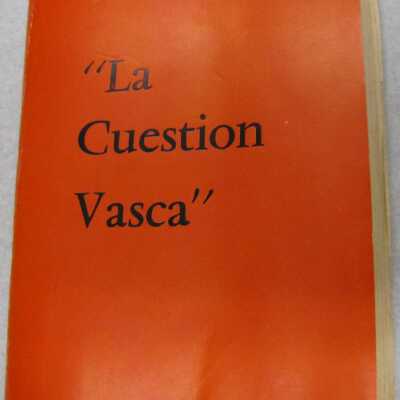 "La
Cuestion
Vasca"